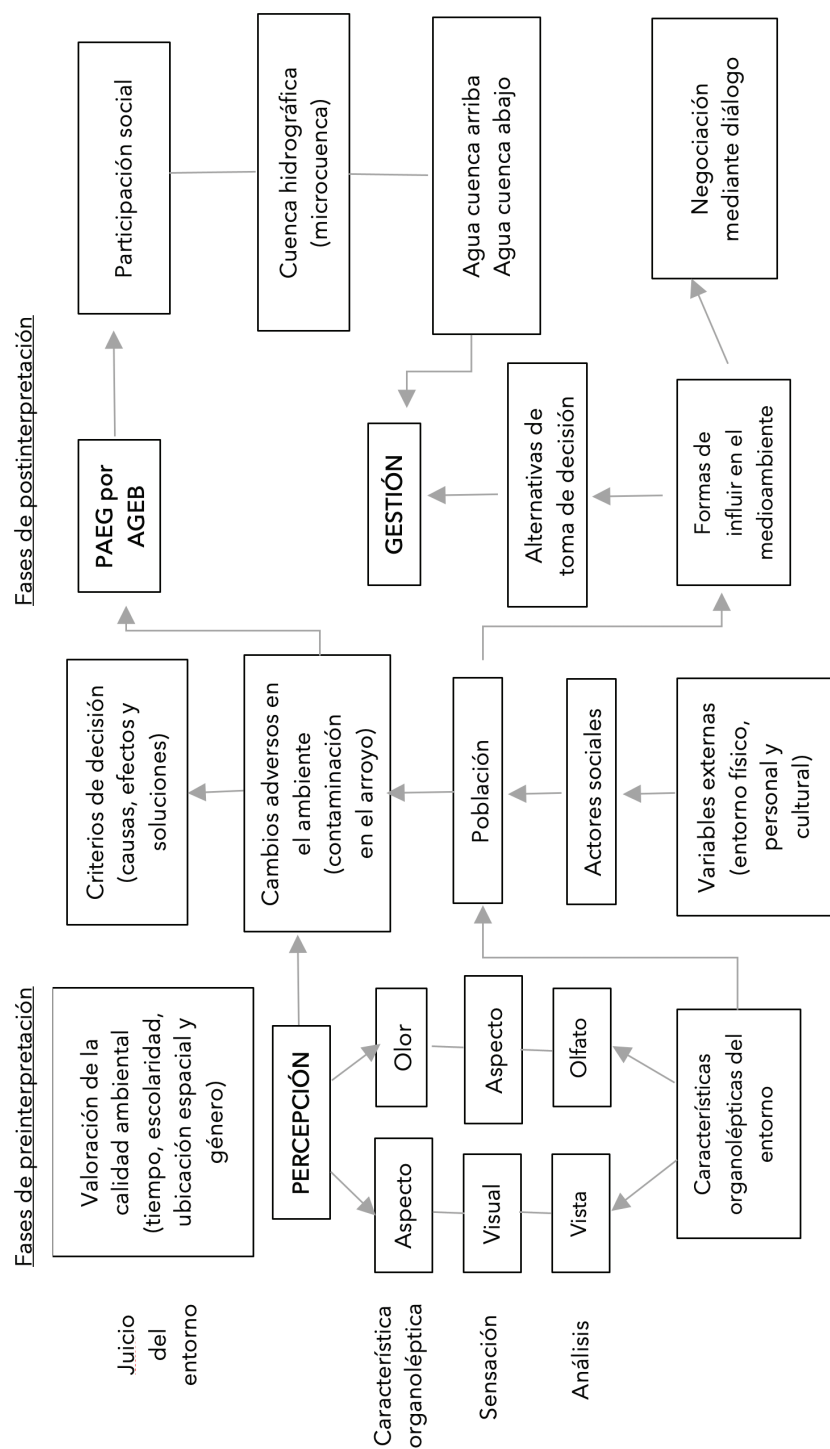 Fases de preinterpretación
Fases de postinterpretación
Juicio
del
entorno
Valoración de la
calidad ambiental
(tiempo, escolaridad,
ubicación espacial y
género)
Criterios de decisión
(causas, efectos y
soluciones)
PAEG por
AGEB
Participación social
PERCEPCIÓN
Cambios adversos en
el ambiente
(contaminación
en el arroyo)
Cuenca hidrográfica
(microcuenca)
Característica
organoléptica
Aspecto
Olor
GESTIÓN
Agua cuenca arriba
Agua cuenca abajo
Sensación
Visual
Aspecto
Población
Alternativas de
toma de decisión
Análisis
Vista
Olfato
Actores sociales
Características
organolépticas del
entorno
Variables externas
(entorno físico,
personal y
cultural)
Formas de
influir en el
medioambiente
Negociación
mediante diálogo